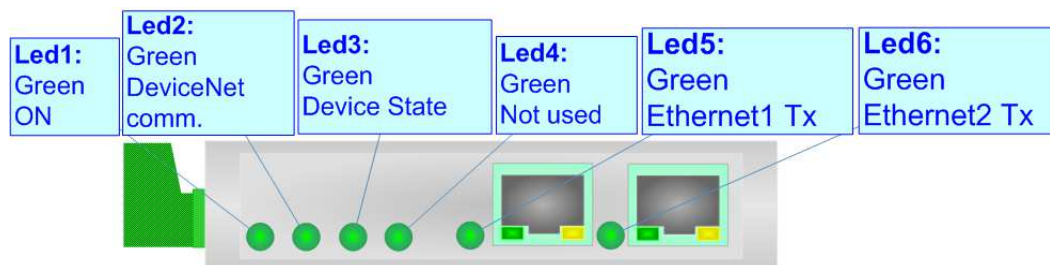 Led1:
Green
ON
Led2:
Green
DeviceNet
comm.
Led3:
Green
Device State
Led4:
Green
Not used
Led5:
Green
Ethernet1 Tx
Led6:
Green
Ethernet2 Tx